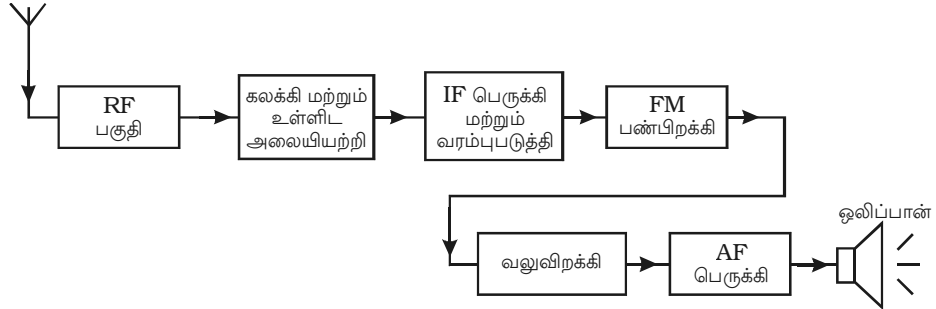 RF
பகுதி
கலக்கி மற்றும்
உள்ளிட
அலையியற்றி
IF பெருக்கி
மற்றும்
வரம்புபடுத்தி
FM
பண்பிறக்கி
வலுவிறக்கி
AF
பெருக்கி
ஒலிப்பான்